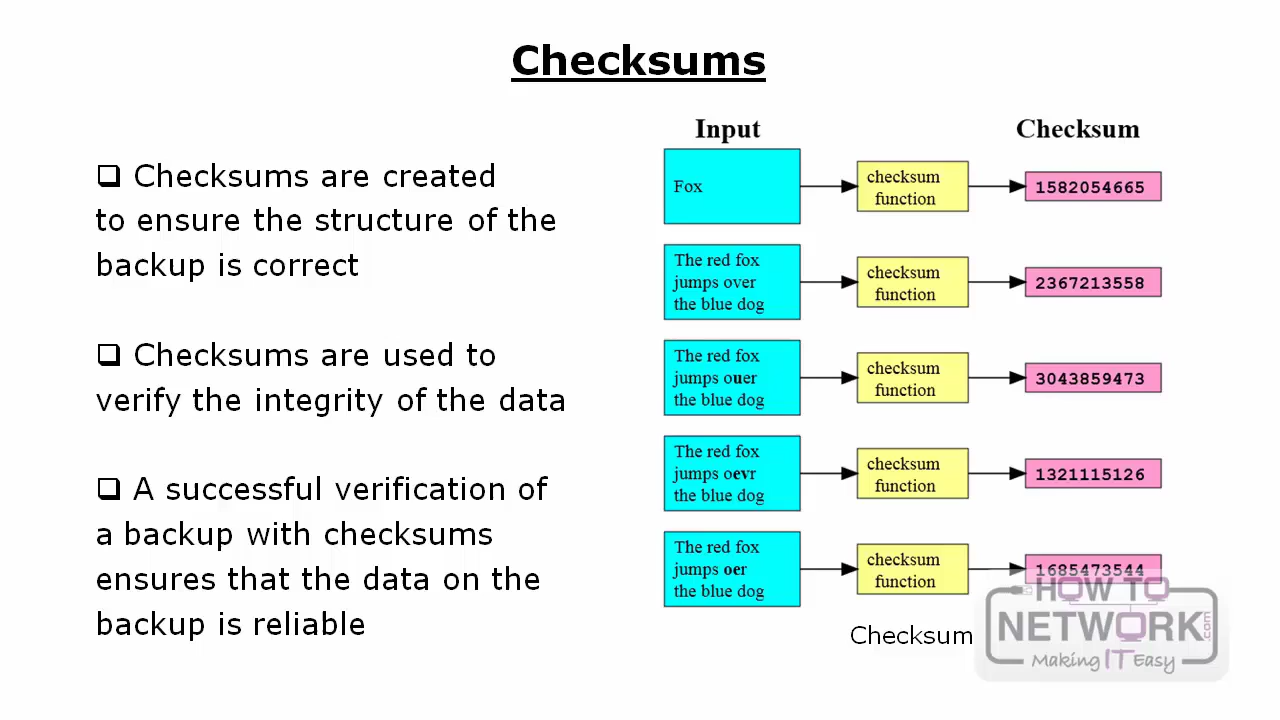 Checksums
❑ Checksums are created
to ensure the structure of the
backup is correct
❑ Checksums are used to
verify the integrity of the data
❑ A successful verification of
a backup with checksums
ensures that the data on the
backup is reliable
Input
Checksum
Fox
checksum
function
1582054665
The red fox
jumps over
the blue dog
checksum
function
2367213558
The red fox
jumps ouer
the blue dog
checksum
function
3043859473
The red fox
jumps oevr
the blue dog
checksum
function
1321115126
The red fox
jumps oer
the blue dog
checksum
function
1685473544
Checksum
HOW TO
NETWORK.com
Making IT Easy